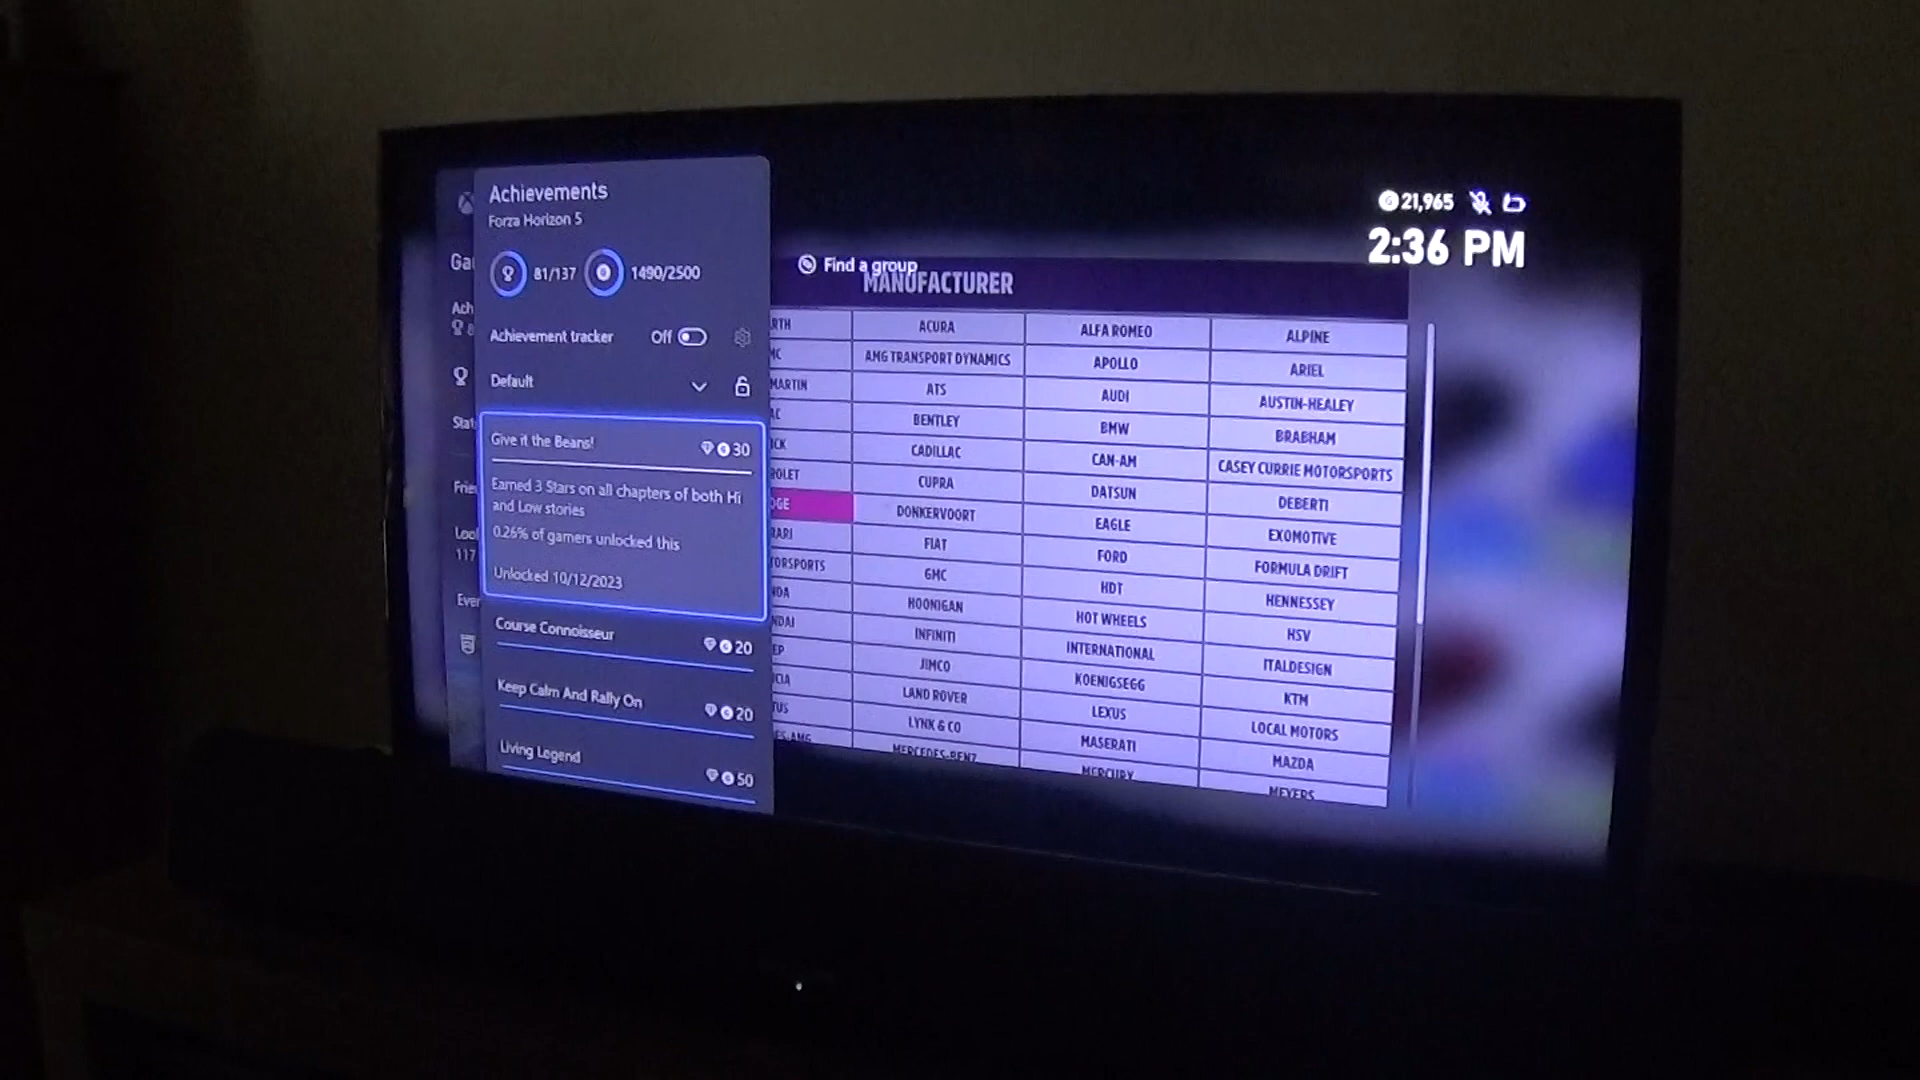 Achievements
Forza Horizon 5
81/137
1490/2500
Achievement tracker
Off
Default
Give it the Beans!
30
Earned 3 Stars on all chapters of both Hi
and Low stories
0.26% of gamers unlocked this
Unlocked 10/12/2023
Course Connoisseur
20
Keep Calm And Rally On
20
Living Legend
50
21,965
2:36 PM
Find a group
MANUFACTURER
ACURA ALFA ROMEO ALPINE
AMG TRANSPORT DYNAMICS APOLLO ARIEL
MARTIN ATS AUDI AUSTIN-HEALEY
BENTLEY BMW BRABHAM
CADILLAC CAN-AM CASEY CURRIE MOTORSPORTS
CUPRA DATSUN DEBERTI
DONKERVOORT EAGLE EXOMOTIVE
FIAT FORD FORMULA DRIFT
GMC HDT HENNESSEY
HOONIGAN HOT WHEELS HSV
INFINITI INTERNATIONAL ITALDESIGN
JIMCO KOENIGSEGG KTM
LAND ROVER LEXUS LOCAL MOTORS
LYNK & CO MASERATI MAZDA
MERCEDES-BENZ MERCURY MEYERS